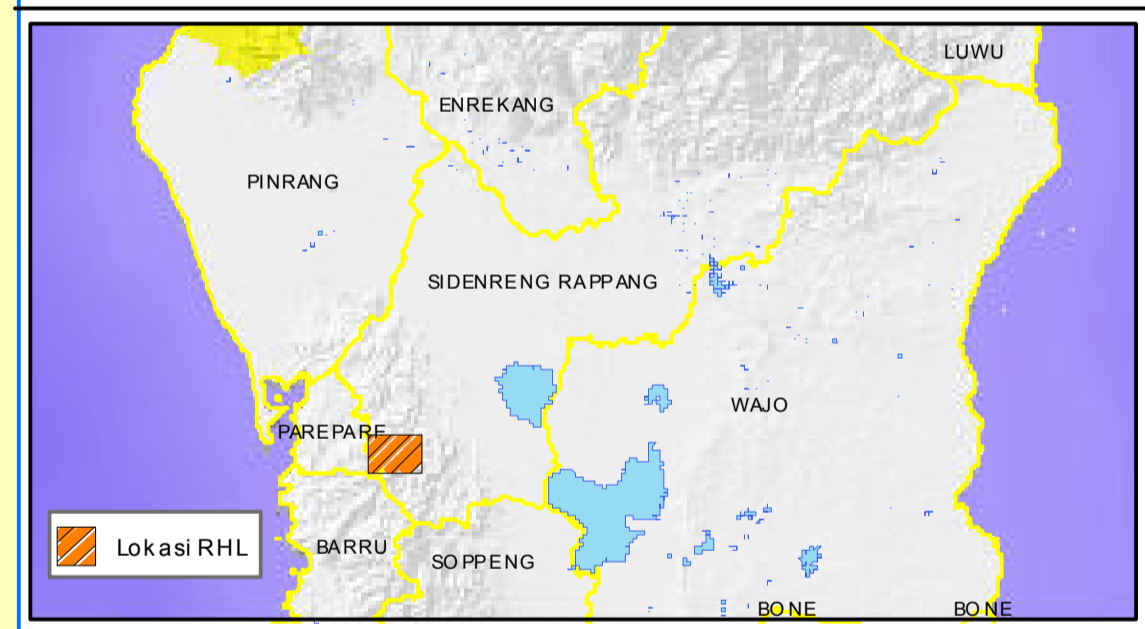 LUWU
ENREKANG
PINRANG
SIDENRENG RAPPANG
WAJO
PAREPARE
Lokasi RHL
BARRU
SOPPENG
BONE
BONE